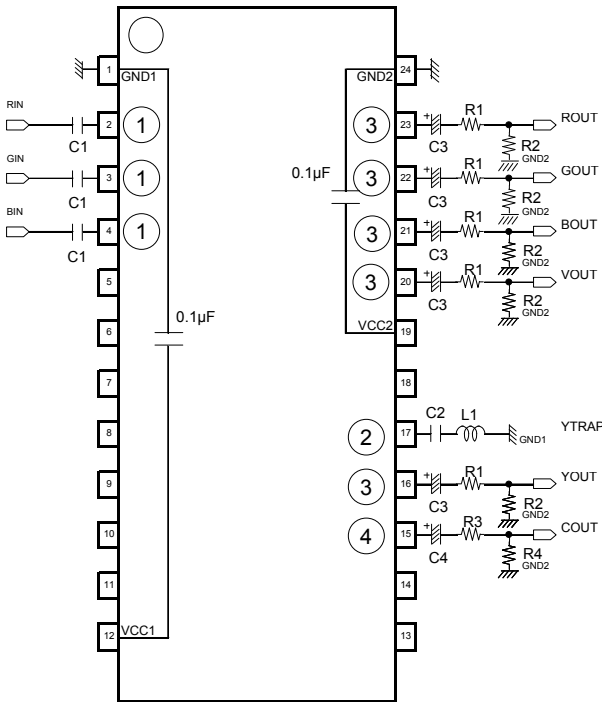 1 GND1 GND2 24
RIN C1 2 1 3 23 + C3 R1 R2 GND2 ROUT
GIN C1 3 1 3 22 + C3 R1 R2 GND2 GOUT
0.1µF
BIN C1 4 1 3 21 + C3 R1 R2 GND2 BOUT
5 3 20 + C3 R1 R2 GND2 VOUT
0.1µF
6 VCC2 19
7 18
8 2 17 C2 L1 GND1 YTRAP
9 3 16 + C3 R1 R2 GND2 YOUT
10 4 15 + C4 R3 R4 GND2 COUT
11 14
12 VCC1 13